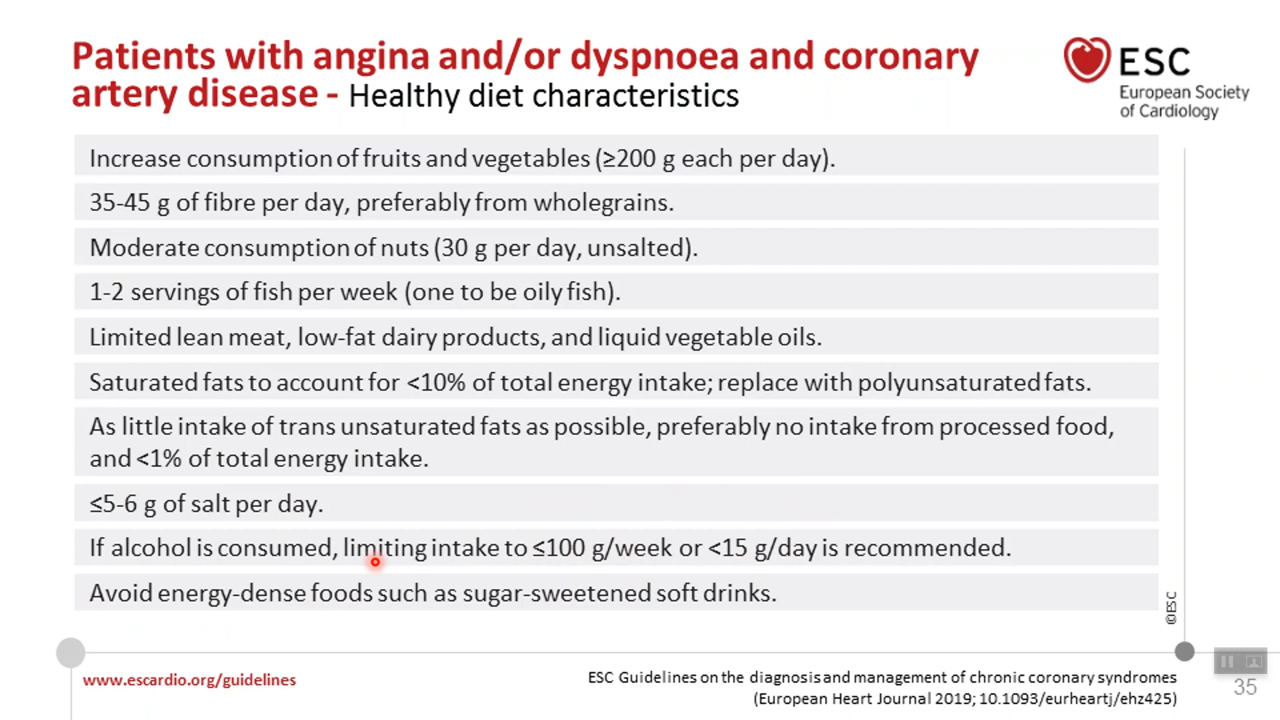 Patients with angina and/or dyspnoea and coronary
artery disease - Healthy diet characteristics
ESC
European Society
of Cardiology
Increase consumption of fruits and vegetables (≥200 g each per day).
35-45 g of fibre per day, preferably from wholegrains.
Moderate consumption of nuts (30 g per day, unsalted).
1-2 servings of fish per week (one to be oily fish).
Limited lean meat, low-fat dairy products, and liquid vegetable oils.
Saturated fats to account for <10% of total energy intake; replace with polyunsaturated fats.
As little intake of trans unsaturated fats as possible, preferably no intake from processed food,
and <1% of total energy intake.
≤5-6 g of salt per day.
If alcohol is consumed, limiting intake to ≤100 g/week or <15 g/day is recommended.
Avoid energy-dense foods such as sugar-sweetened soft drinks.
©ESC
www.escardio.org/guidelines
ESC Guidelines on the diagnosis and management of chronic coronary syndromes
(European Heart Journal 2019; 10.1093/eurheartj/ehz425)
35